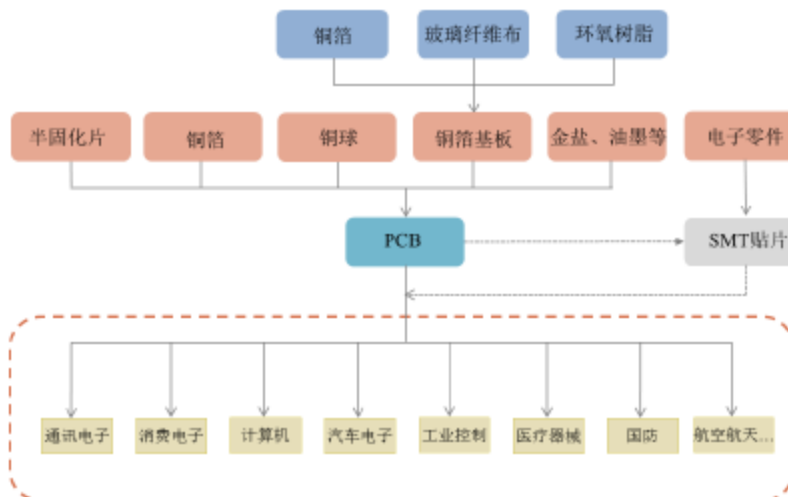 铜箔
玻璃纤维布
环氧树脂
半固化片
铜箔
铜球
铜箔基板
金盐、油墨等
电子零件
PCB
SMT贴片
通讯电子
消费电子
计算机
汽车电子
工业控制
医疗器械
国防
航空航天...